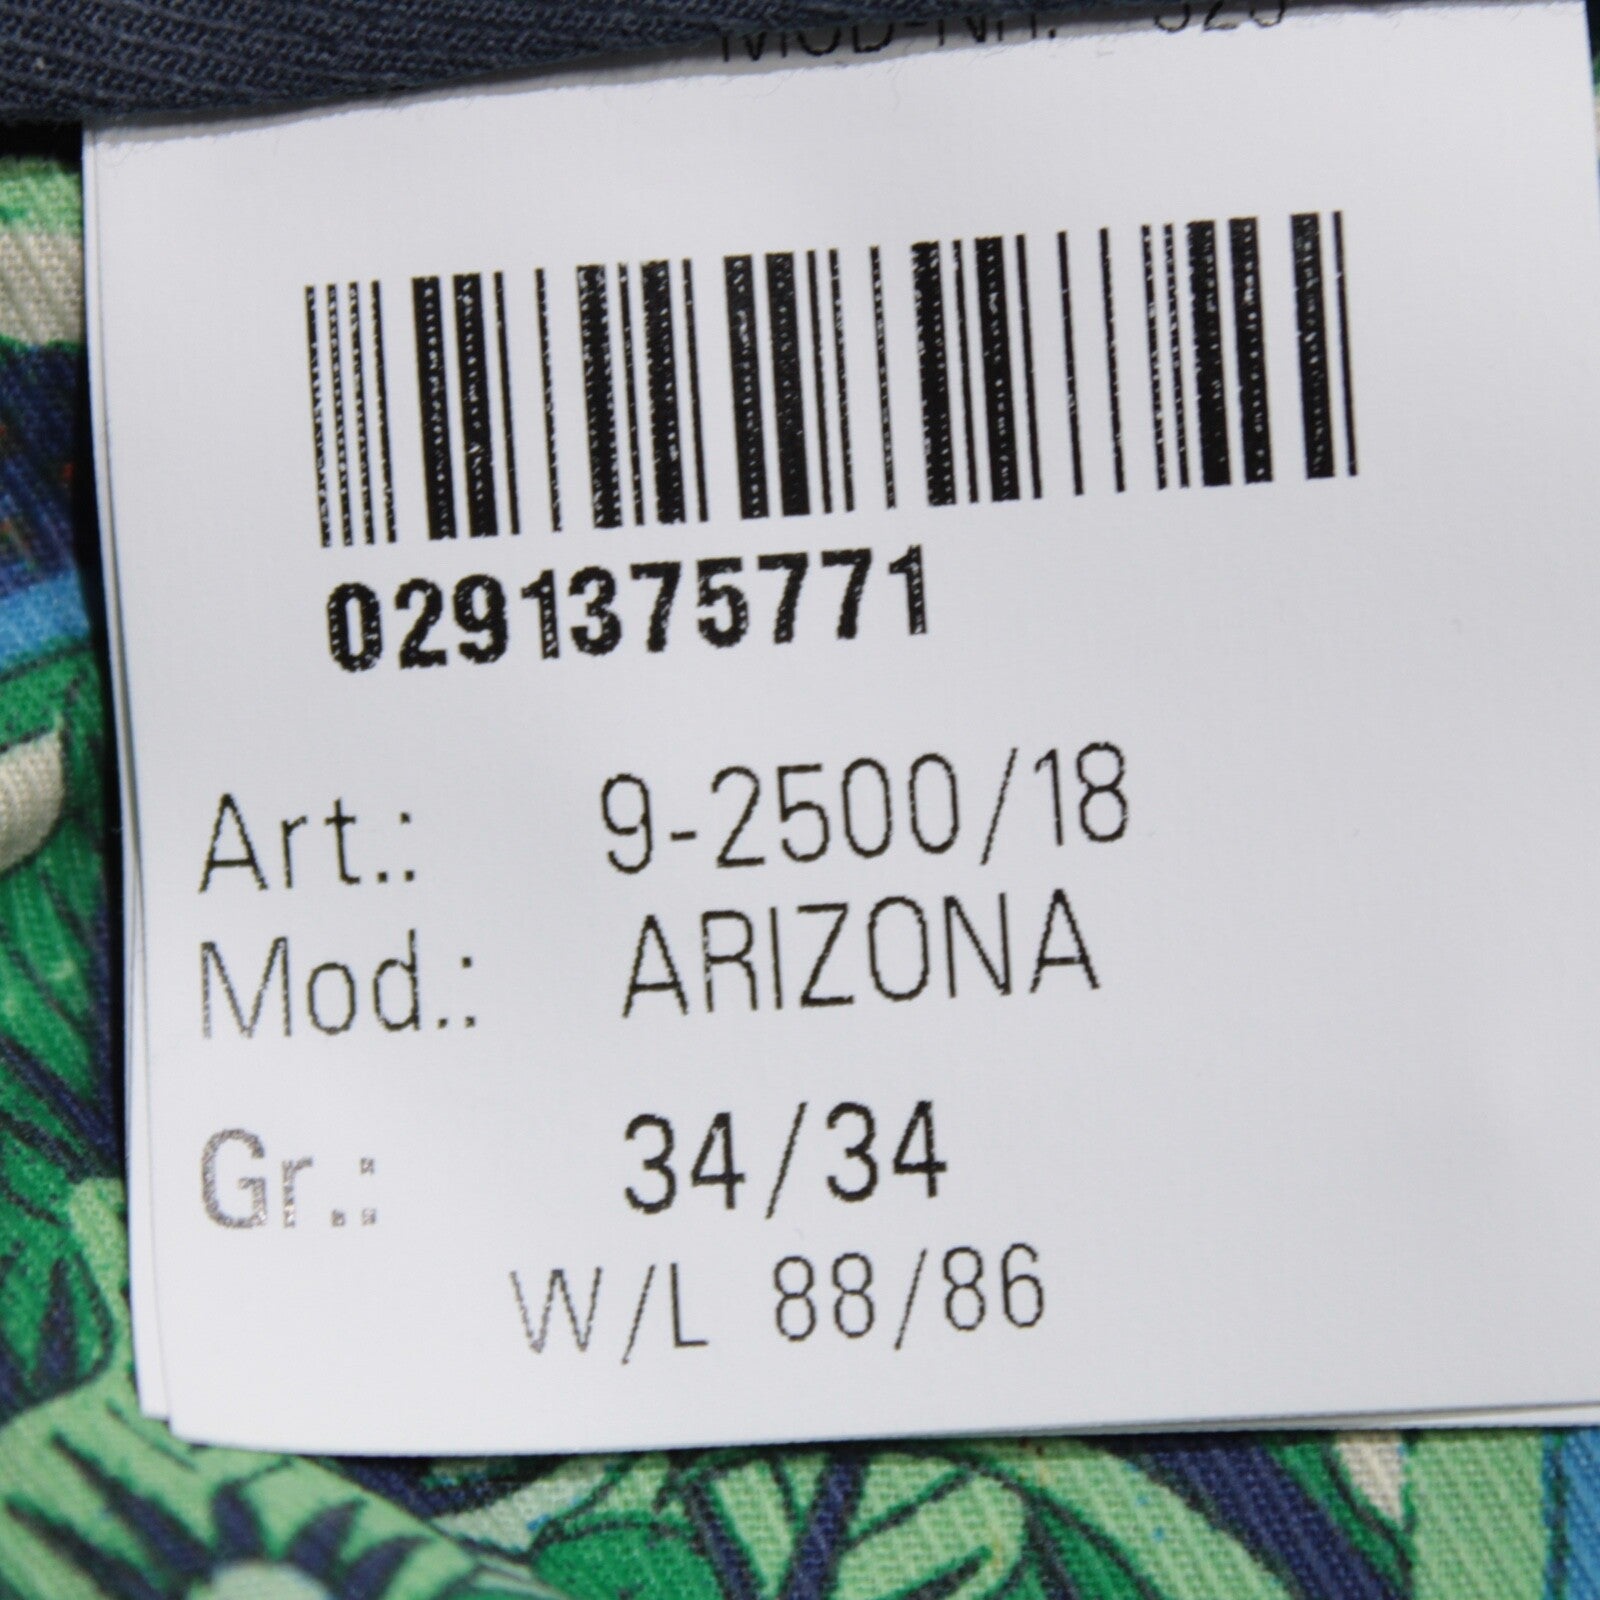 0291375771
Art.: 9-2500/18
Mod.: ARIZONA
Gr.: 34/34
W/L 88/86